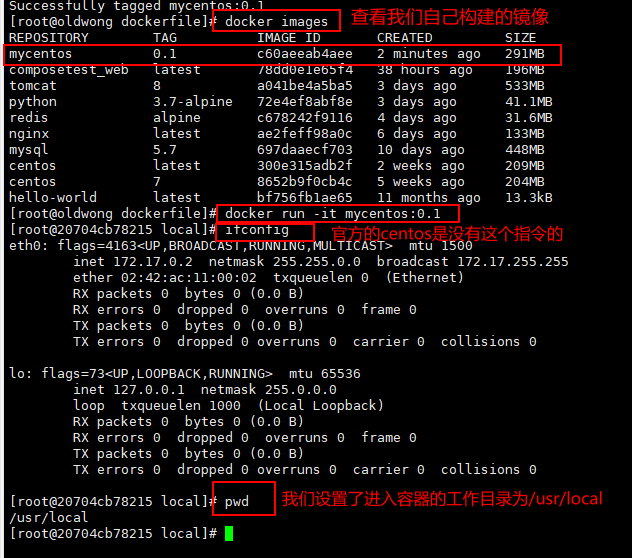 Successfully tagged mycentos:0.1
[root@oldwong dockerfile]# docker images 查看我们自己构建的镜像
REPOSITORY TAG IMAGE ID CREATED SIZE
mycentos 0.1 c60aeeab4aee 2 minutes ago 291MB
composetest_web latest 78dd0e1e65f4 38 hours ago 196MB
tomcat 8 a041be4a5ba5 3 days ago 533MB
python 3.7-alpine 72e4ef8abf8e 3 days ago 41.1MB
redis alpine c678242f9116 4 days ago 31.6MB
nginx latest ae2feff98a0c 6 days ago 133MB
mysql 5.7 697daaecf703 10 days ago 448MB
centos latest 300e315adb2f 2 weeks ago 209MB
centos 7 8652b9f0cb4c 5 weeks ago 204MB
hello-world latest bf756fb1ae65 11 months ago 13.3kB
[root@oldwong dockerfile]# docker run -it mycentos:0.1
[root@20704cb78215 local]# ifconfig 官方的centos是没有这个指令的
eth0: flags=4163<UP,BROADCAST,RUNNING,MULTICAST> mtu 1500
inet 172.17.0.2 netmask 255.255.0.0 broadcast 172.17.255.255
ether 02:42:ac:11:00:02 txqueuelen 0 (Ethernet)
RX packets 0 bytes 0 (0.0 B)
RX errors 0 dropped 0 overruns 0 frame 0
TX packets 0 bytes 0 (0.0 B)
TX errors 0 dropped 0 overruns 0 carrier 0 collisions 0
lo: flags=73<UP,LOOPBACK,RUNNING> mtu 65536
inet 127.0.0.1 netmask 255.0.0.0
loop txqueuelen 1000 (Local Loopback)
RX packets 0 bytes 0 (0.0 B)
RX errors 0 dropped 0 overruns 0 frame 0
TX packets 0 bytes 0 (0.0 B)
TX errors 0 dropped 0 overruns 0 carrier 0 collisions 0
[root@20704cb78215 local]# pwd 我们设置了进入容器的工作目录为/usr/local
/usr/local
[root@20704cb78215 local]#